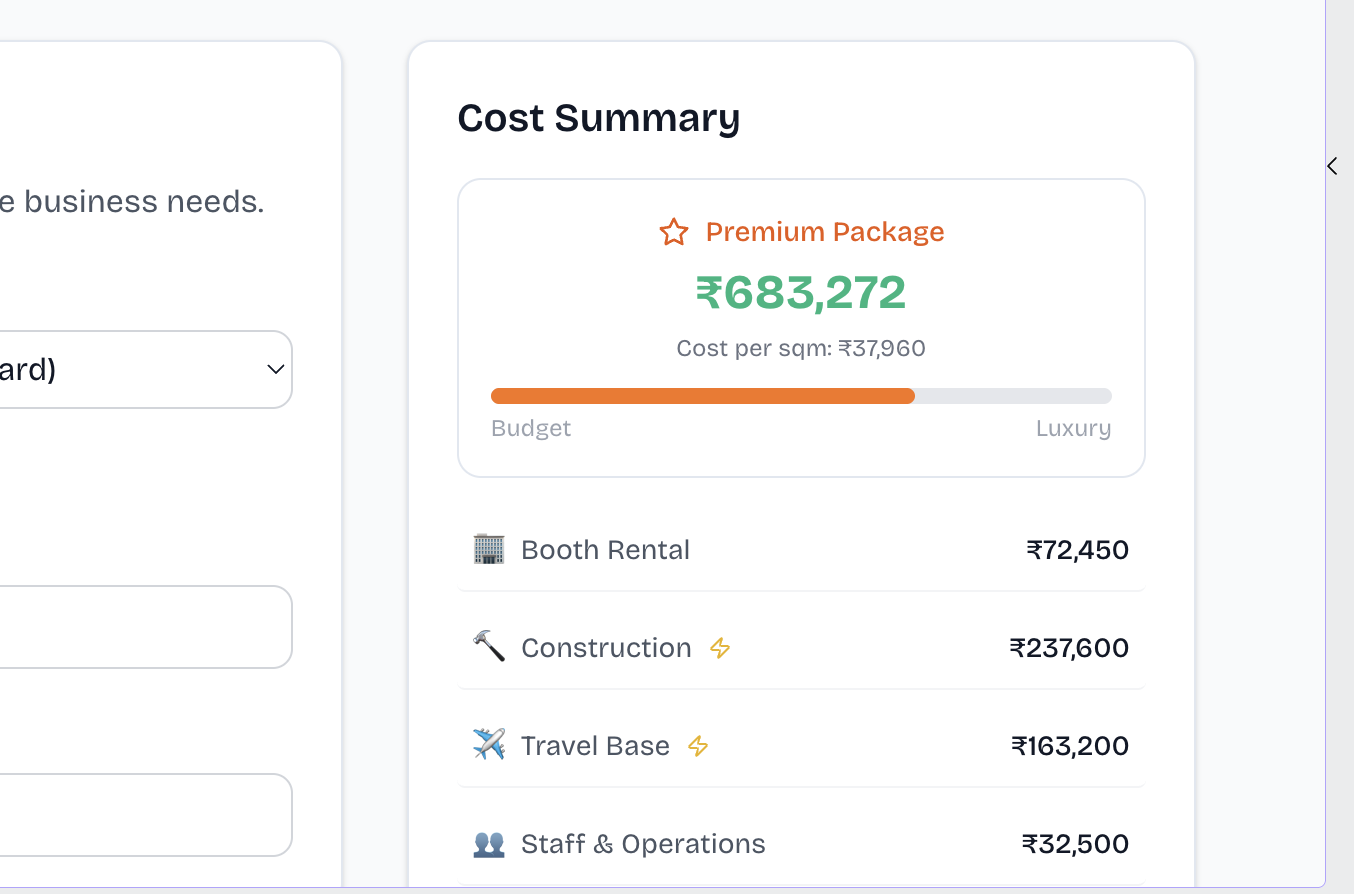 e business needs.
ard)
Cost Summary
Premium Package
₹683,272
Cost per sqm: ₹37,960
Budget Luxury
Booth Rental ₹72,450
Construction ₹237,600
Travel Base ₹163,200
Staff & Operations ₹32,500